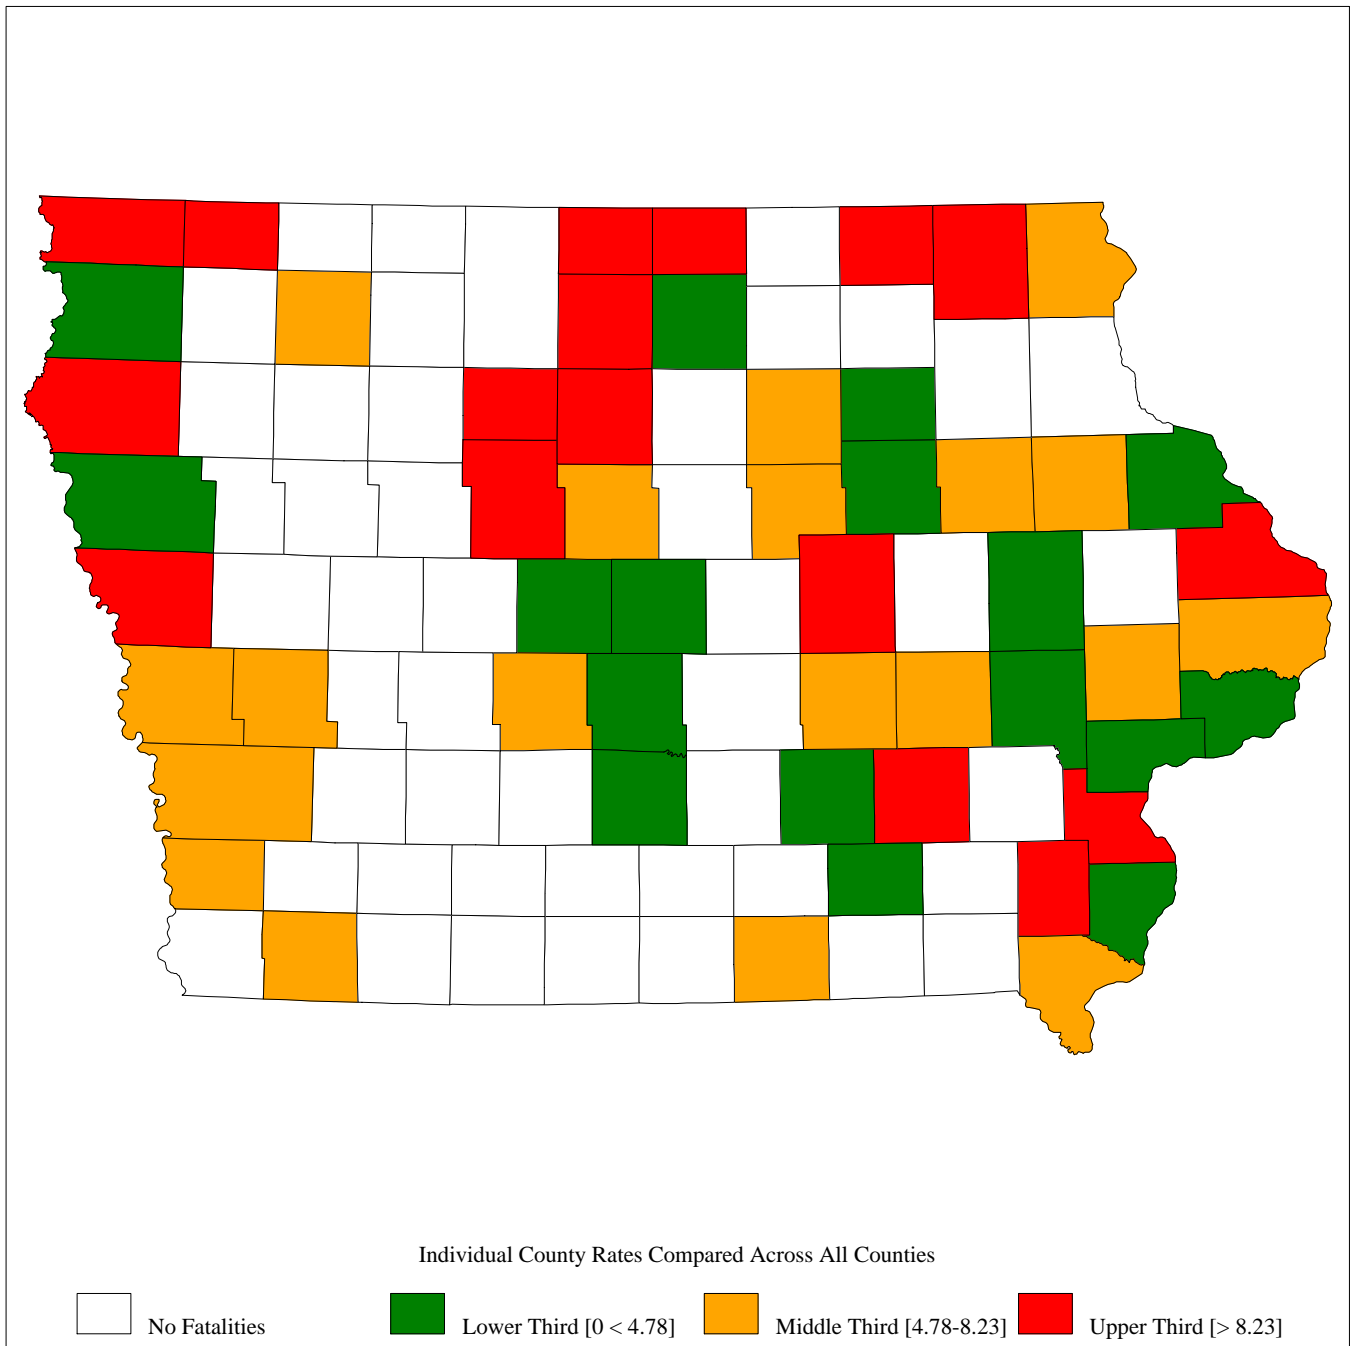 Individual County Rates Compared Across All Counties
No Fatalities
Lower Third [0 < 4.78]
Middle Third [4.78-8.23]
Upper Third [> 8.23]